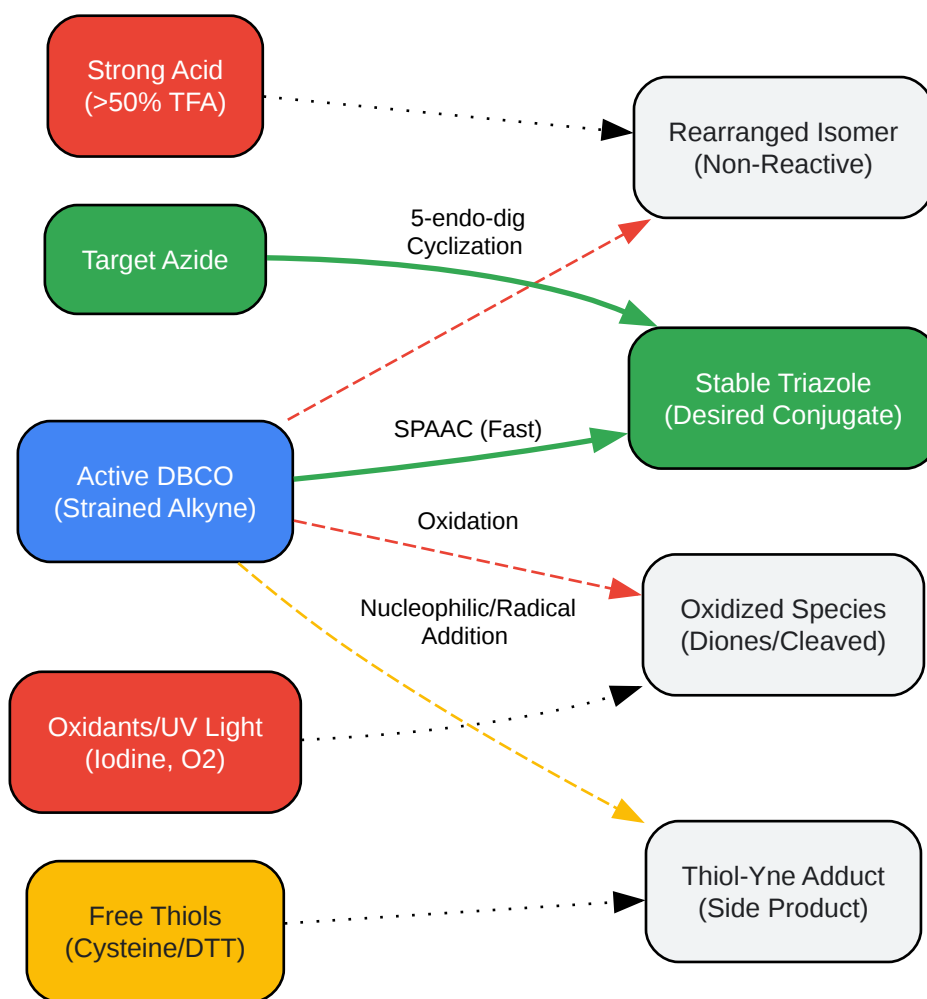 Strong Acid
(>50% TFA)
Rearranged Isomer
(Non-Reactive)
5-endo-dig
Cyclization
Target Azide
Stable Triazole
(Desired Conjugate)
SPAAC (Fast)
Active DBCO
(Strained Alkyne)
Oxidation
Nucleophilic/Radical
Addition
Oxidized Species
(Diones/Cleaved)
Oxidants/UV Light
(Iodine, O2)
Thiol-Yne Adduct
(Side Product)
Free Thiols
(Cysteine/DTT)